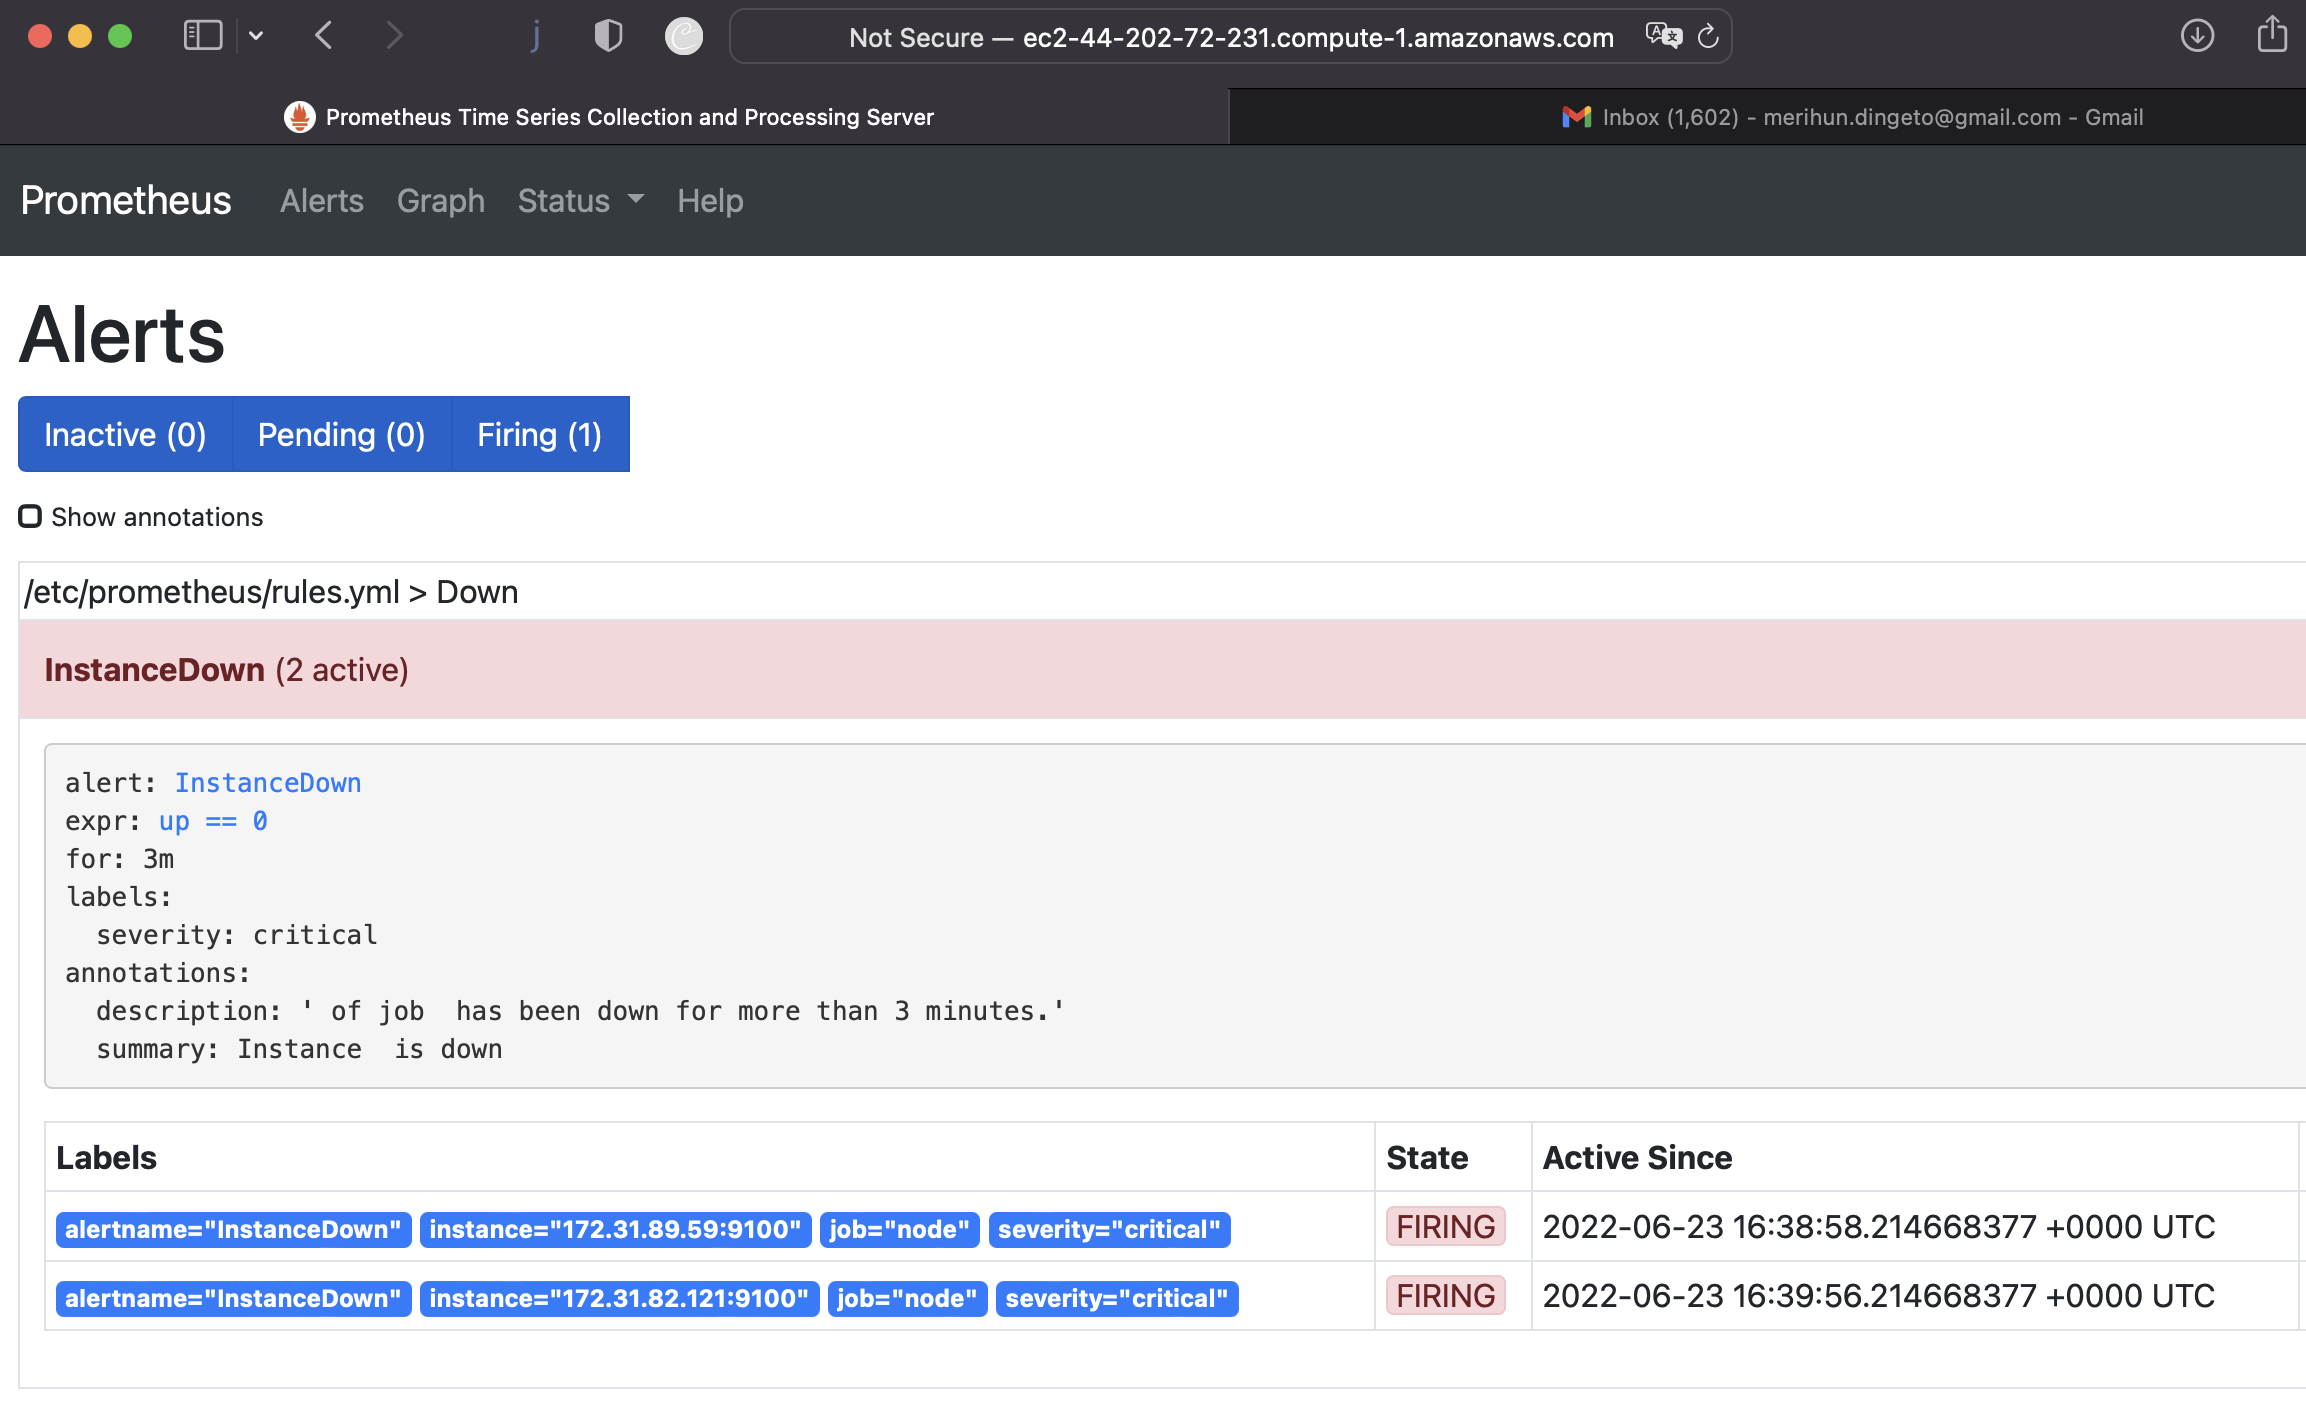 Not Secure — ec2-44-202-72-231.compute-1.amazonaws.com
Prometheus Time Series Collection and Processing Server
Inbox (1,602) - merihun.dingeto@gmail.com - Gmail
Prometheus Alerts Graph Status Help
Alerts
Inactive (0) Pending (0) Firing (1)
Show annotations
/etc/prometheus/rules.yml > Down
InstanceDown (2 active)
alert: InstanceDown
expr: up == 0
for: 3m
labels:
  severity: critical
annotations:
  description: ' of job  has been down for more than 3 minutes.'
  summary: Instance  is down
Labels State Active Since
alertname="InstanceDown" instance="172.31.89.59:9100" job="node" severity="critical" FIRING 2022-06-23 16:38:58.214668377 +0000 UTC
alertname="InstanceDown" instance="172.31.82.121:9100" job="node" severity="critical" FIRING 2022-06-23 16:39:56.214668377 +0000 UTC